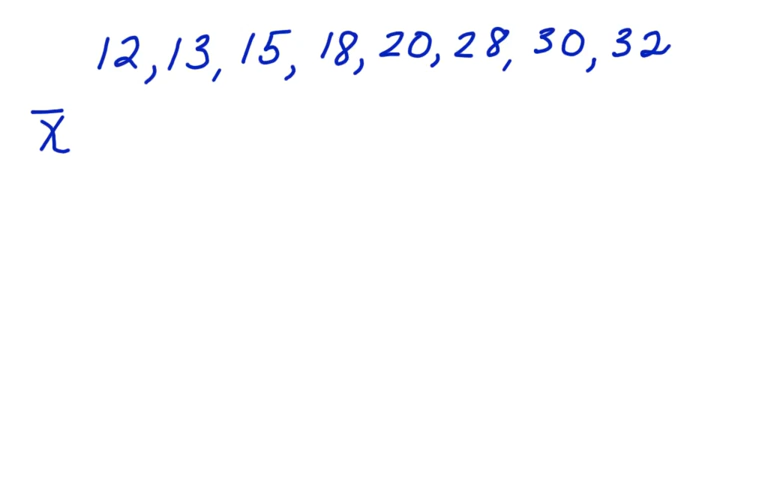 12, 13, 15, 18, 20, 28, 30, 32
x̄